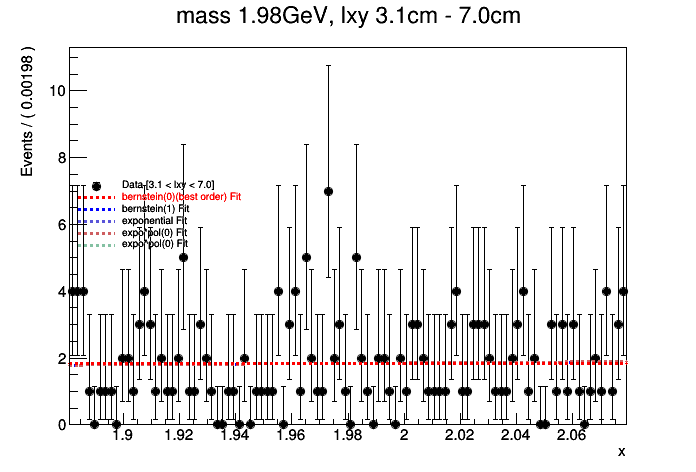 mass 1.98GeV, lxy 3.1cm - 7.0cm
Events / ( 0.00198 )
10
8
6
4
2
0
Data [3.1 < lxy < 7.0]
bernstein(0)(best order) Fit
bernstein(1) Fit
exponential Fit
expo*pol(0) Fit
expo*pol(0) Fit
1.9 1.92 1.94 1.96 1.98 2 2.02 2.04 2.06
x